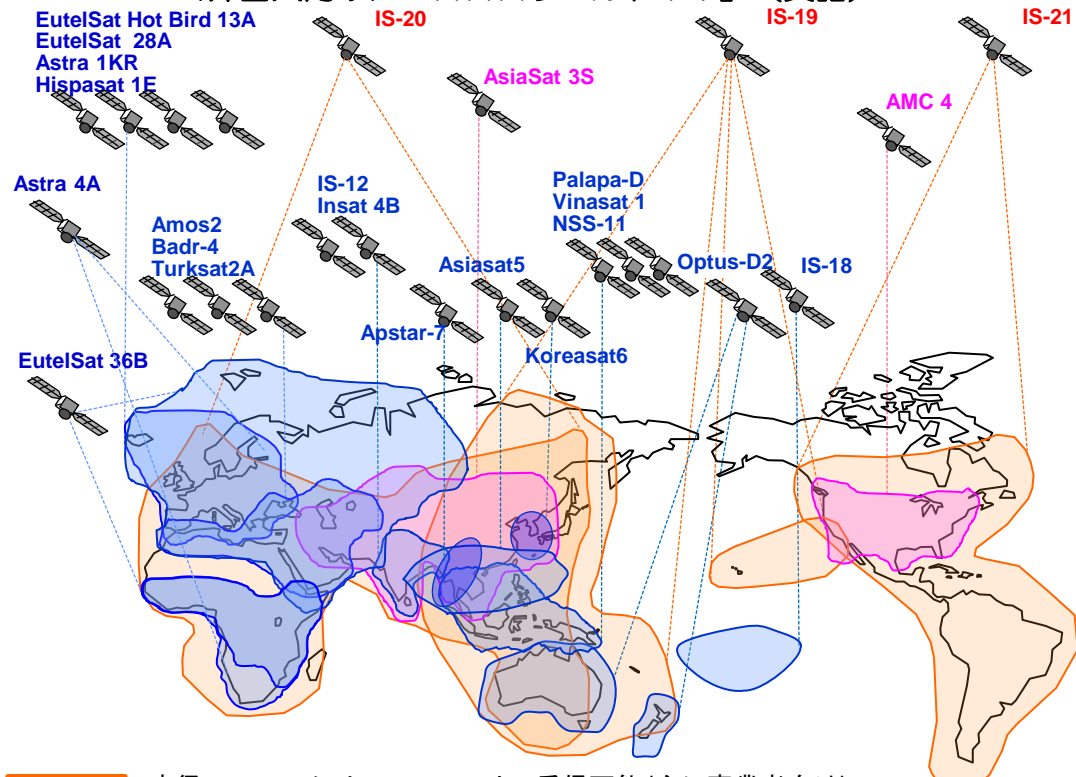 EutelSat Hot Bird 13A
EutelSat 28A
Astra 1KR
Hispasat 1E
IS-20
IS-19
IS-21
AsiaSat 3S
AMC 4
Astra 4A
IS-12
Insat 4B
Palapa-D
Vinasat 1
NSS-11
Amos2
Badr-4
Turksat2A
Asiasat5
Optus-D2
IS-18
Apstar-7
Koreasat6
EutelSat 36B